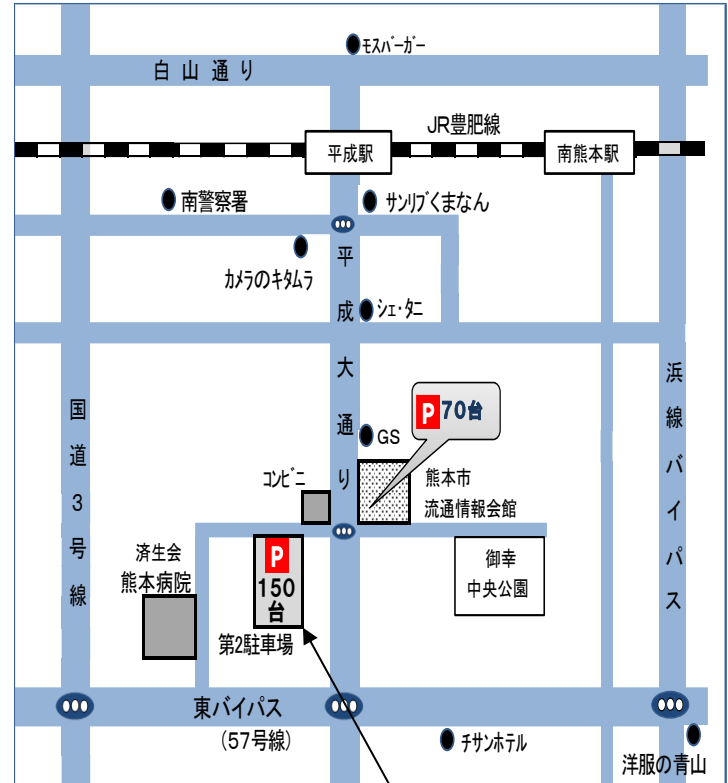 モスバーガー
白山通り
JR豊肥線
平成駅
南熊本駅
南警察署
サンリブくまなん
カメラのキタムラ
シェ・タニ
平成大通り
浜線バイパス
国道3号線
P 70台
GS
コンビニ
熊本市
流通情報会館
済生会
熊本病院
P
150
台
第2駐車場
御幸
中央公園
東バイパス
(57号線)
チサンホテル
洋服の青山